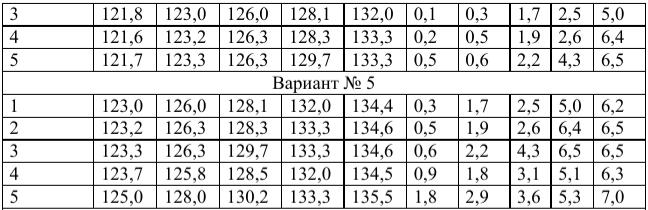 3 121,8 123,0 126,0 128,1 132,0 0,1 0,3 1,7 2,5 5,0
4 121,6 123,2 126,3 128,3 133,3 0,2 0,5 1,9 2,6 6,4
5 121,7 123,3 126,3 129,7 133,3 0,5 0,6 2,2 4,3 6,5
Вариант № 5
1 123,0 126,0 128,1 132,0 134,4 0,3 1,7 2,5 5,0 6,2
2 123,2 126,3 128,3 133,3 134,6 0,5 1,9 2,6 6,4 6,5
3 123,3 126,3 129,7 133,3 134,6 0,6 2,2 4,3 6,5 6,5
4 123,7 125,8 128,5 132,0 134,5 0,9 1,8 3,1 5,1 6,3
5 125,0 128,0 130,2 133,3 135,5 1,8 2,9 3,6 5,3 7,0